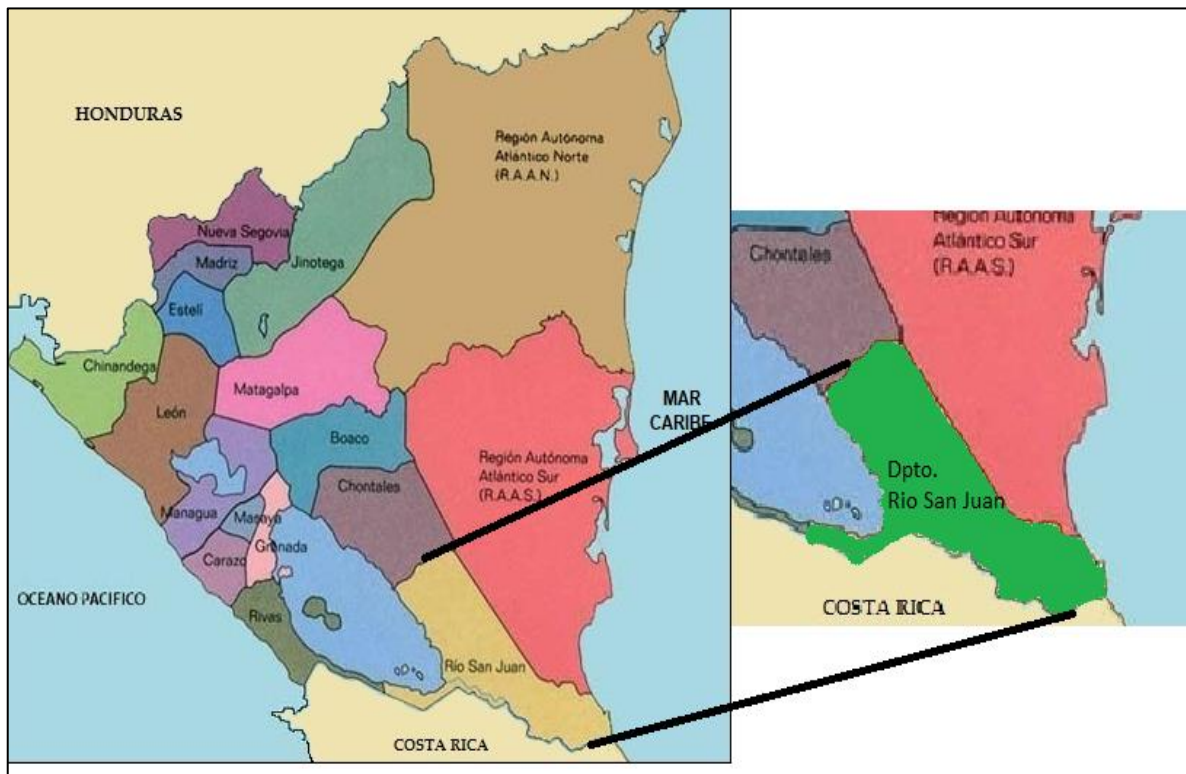 HONDURAS
Región Autónoma
Atlántico Norte
(R.A.A.N.)
Nueva Segovia
Madriz
Jinotega
Estelí
Chinandega
León
Matagalpa
MAR
CARIBE
Boaco
Región Autónoma
Atlántico Sur
(R.A.A.S.)
Chontales
Managua
Masaya
Granada
Carazo
OCEANO PACIFICO
Rivas
Río San Juan
COSTA RICA
Región Autónoma
Atlántico Sur
(R.A.A.S.)
Chontales
Dpto.
Rio San Juan
COSTA RICA